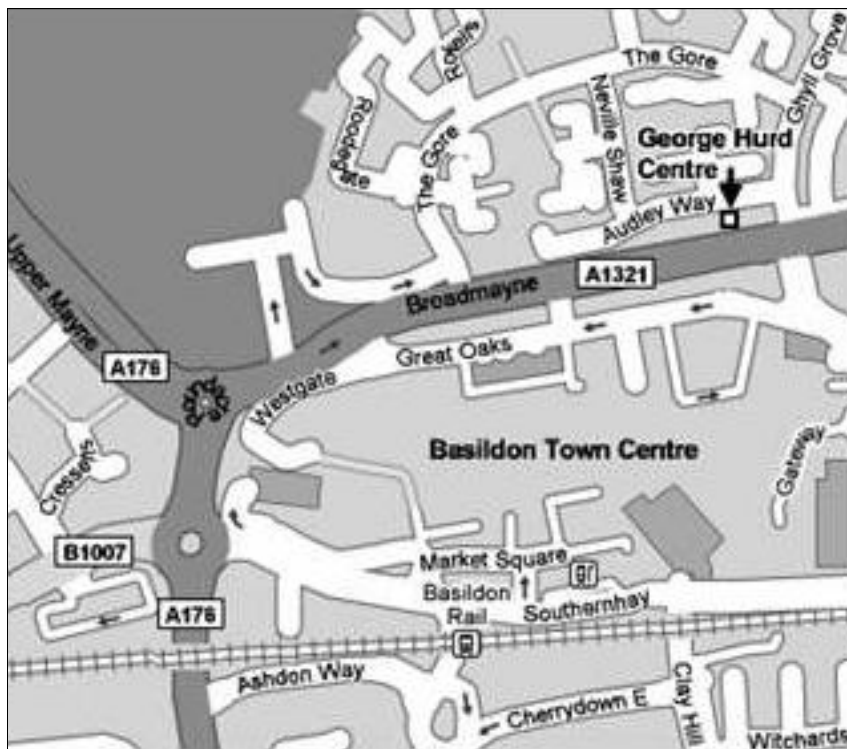 Rokells
The Gore
Ghyll Grove
Roodegate
The Gore
Neville Shaw
George Hurd
Centre
Audley Way
Upper Mayne
A1321
Broadmayne
A176
Great Oaks
Westgate
Basildon Town Centre
Cressells
Gateway
B1007
Market Square
Basildon
Rail
Southernhay
A176
Ashdon Way
Cherrydown E
Clay Hill
Witchards